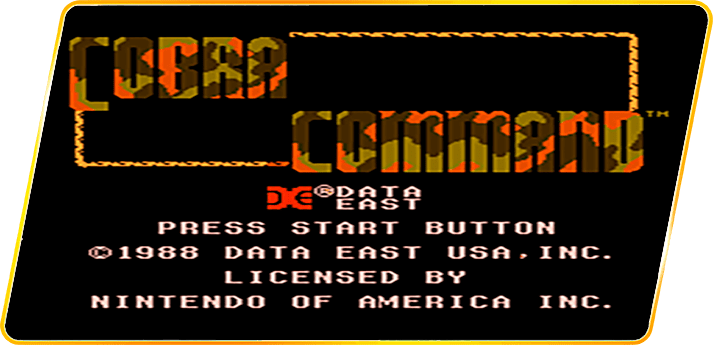 COBRA
COMMAND™
DE®DATA
EAST
PRESS START BUTTON
©1988 DATA EAST USA,INC.
LICENSED BY
NINTENDO OF AMERICA INC.